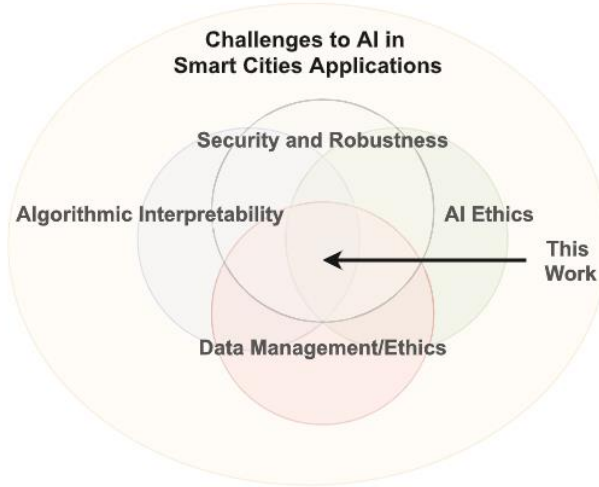 Challenges to AI in
Smart Cities Applications
Security and Robustness
Algorithmic Interpretability
AI Ethics
This
Work
Data Management/Ethics